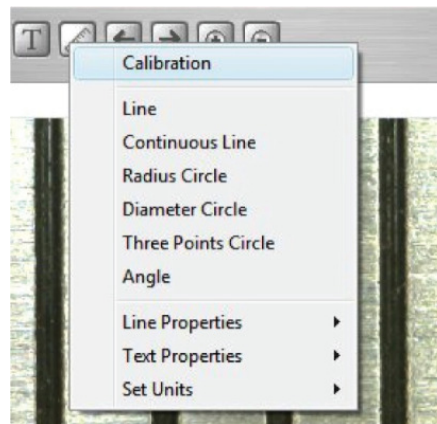 T
Calibration
Line
Continuous Line
Radius Circle
Diameter Circle
Three Points Circle
Angle
Line Properties
Text Properties
Set Units